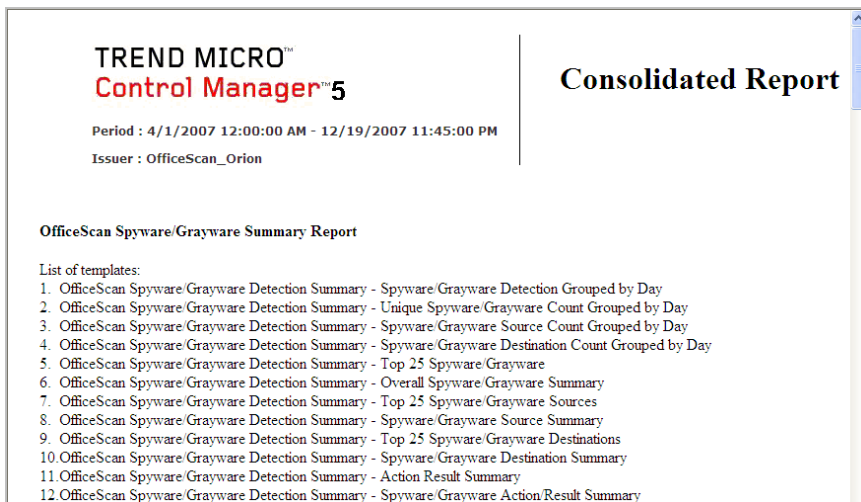 TREND MICRO™
Control Manager™5
Consolidated Report
Period : 4/1/2007 12:00:00 AM - 12/19/2007 11:45:00 PM
Issuer : OfficeScan_Orion
OfficeScan Spyware/Grayware Summary Report
List of templates:
1. OfficeScan Spyware/Grayware Detection Summary - Spyware/Grayware Detection Grouped by Day
2. OfficeScan Spyware/Grayware Detection Summary - Unique Spyware/Grayware Count Grouped by Day
3. OfficeScan Spyware/Grayware Detection Summary - Spyware/Grayware Source Count Grouped by Day
4. OfficeScan Spyware/Grayware Detection Summary - Spyware/Grayware Destination Count Grouped by Day
5. OfficeScan Spyware/Grayware Detection Summary - Top 25 Spyware/Grayware
6. OfficeScan Spyware/Grayware Detection Summary - Overall Spyware/Grayware Summary
7. OfficeScan Spyware/Grayware Detection Summary - Top 25 Spyware/Grayware Sources
8. OfficeScan Spyware/Grayware Detection Summary - Spyware/Grayware Source Summary
9. OfficeScan Spyware/Grayware Detection Summary - Top 25 Spyware/Grayware Destinations
10.OfficeScan Spyware/Grayware Detection Summary - Spyware/Grayware Destination Summary
11.OfficeScan Spyware/Grayware Detection Summary - Action Result Summary
12.OfficeScan Spyware/Grayware Detection Summary - Spyware/Grayware Action/Result Summary